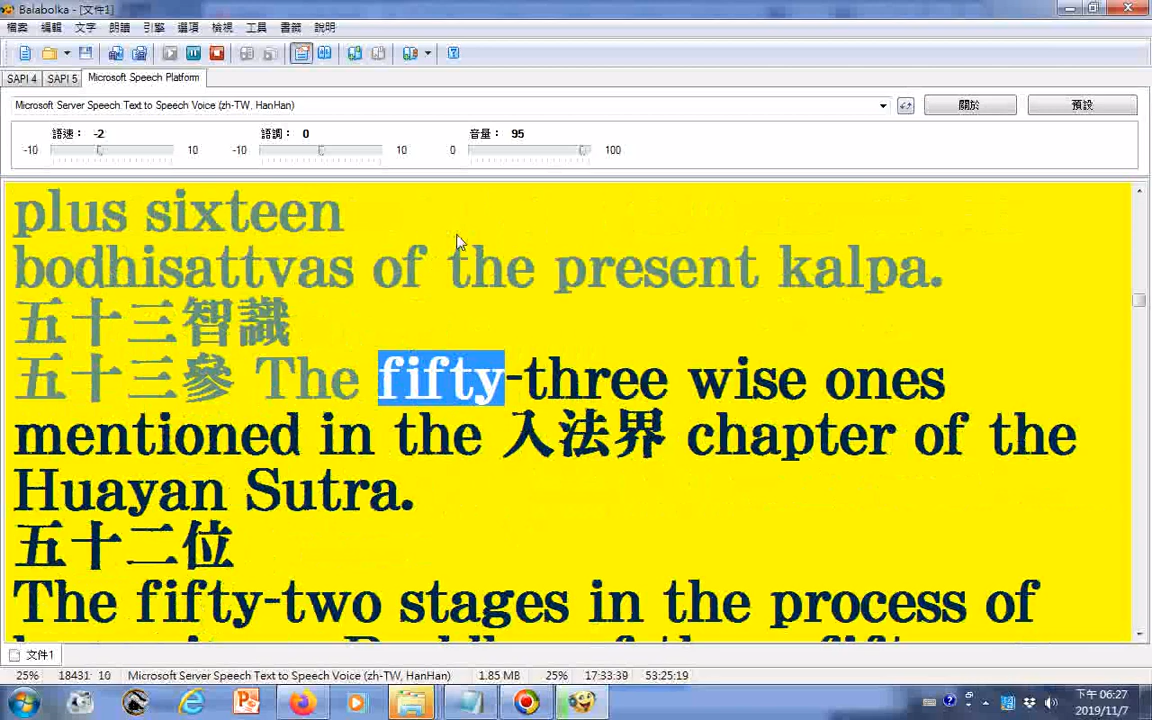 Balabolka - [文件1]
檔案 編輯 文字 朗讀 引擎 選項 檢視 工具 書籤 說明
SAPI 4 SAPI 5 Microsoft Speech Platform
Microsoft Server Speech Text to Speech Voice (zh-TW, HanHan) 關於 預設
語速： -2 語調： 0 音量： 95
-10 10 -10 10 0 100
plus sixteen
bodhisattvas of the present kalpa.
五十三智識
五十三參 The fifty-three wise ones
mentioned in the 入法界 chapter of the
Huayan Sutra.
五十二位
The fifty-two stages in the process of
文件1
25% 18431: 10 Microsoft Server Speech Text to Speech Voice (zh-TW, HanHan) 1.85 MB 25% 17:33:39 53:25:19
下午 06:27
2019/11/7